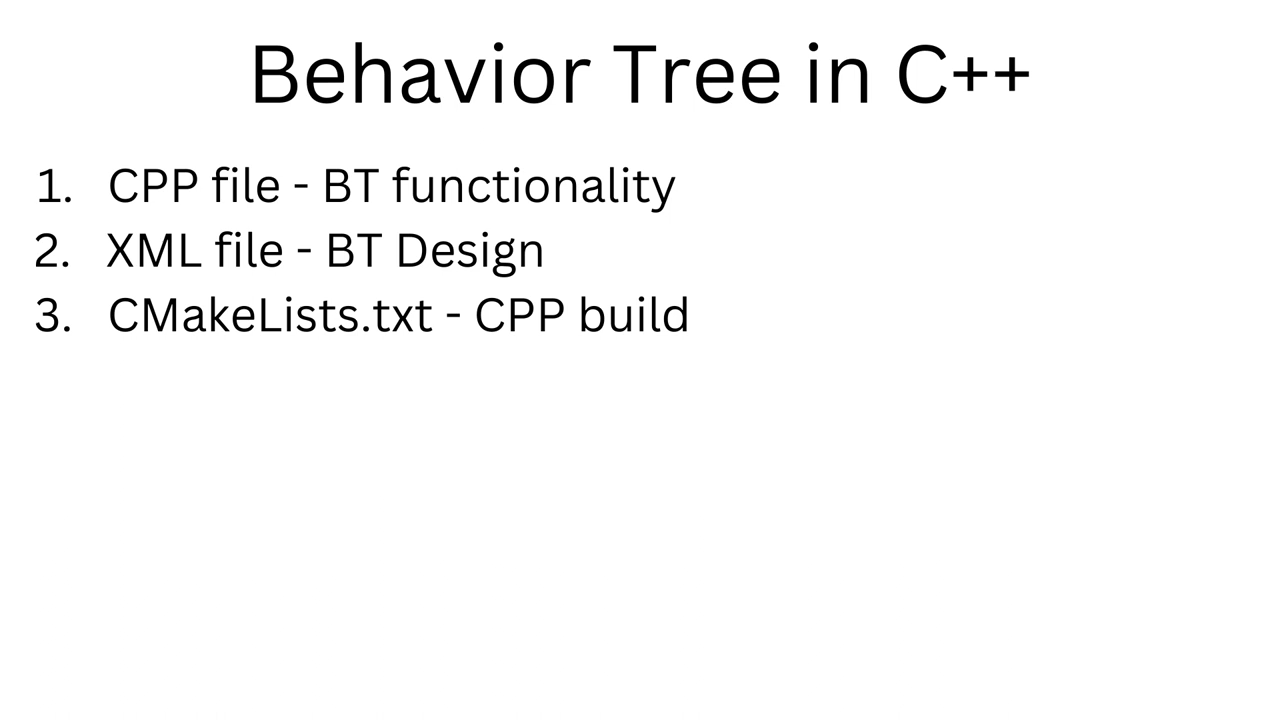 Behavior Tree in C++
1. CPP file - BT functionality
2. XML file - BT Design
3. CMakeLists.txt - CPP build